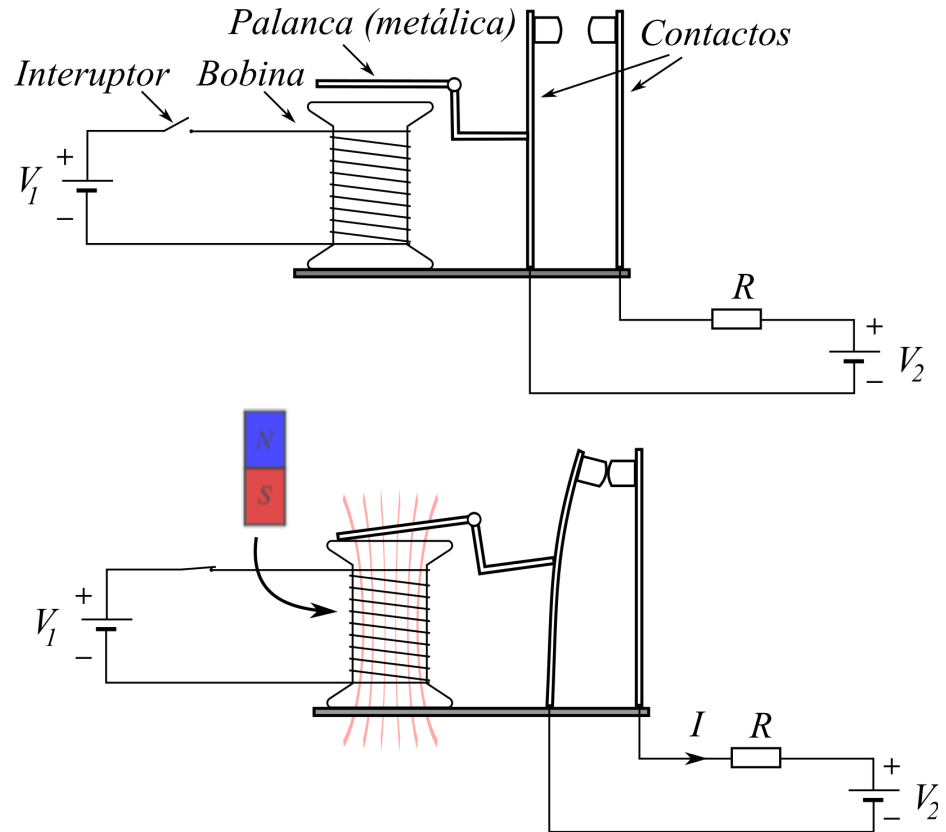 Palanca (metálica)
Contactos
Interuptor
Bobina
+
V1
−
R
+
V2
−
N
S
+
V1
−
I
R
+
V2
−